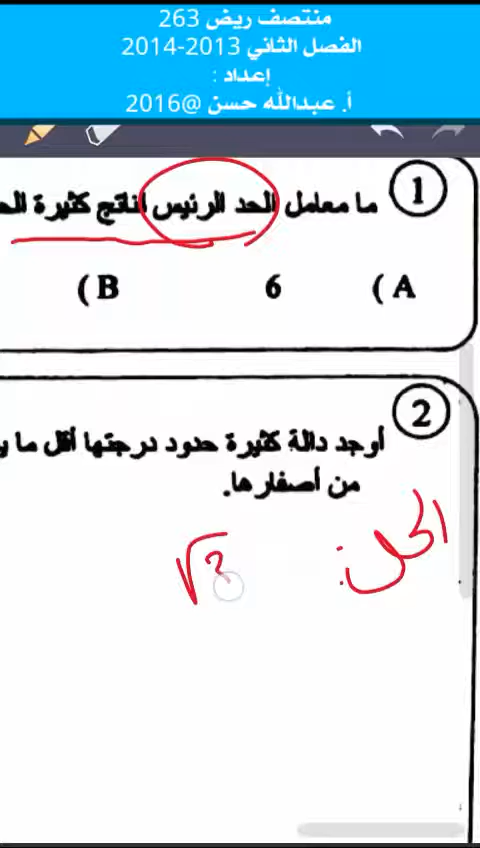 منتصف ريض 263
الفصل الثاني 2013-2014
إعداد :
أ. عبدالله حسن @2016
1 ما معامل الحد الرئيس لناتج كثيرة
A) 6 B)
2
أوجد دالة كثيرة حدود درجتها أقل ما
من أصفارها.
الحل: